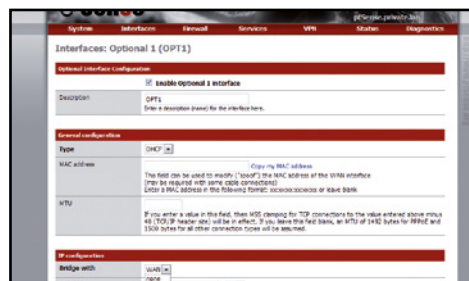 pfSense.private.lan
System Interfaces Firewall Services VPN Status Diagnostics
Interfaces: Optional 1 (OPT1)
Optional Interface Configuration
Enable Optional 1 interface
Description
OPT1
Enter a description (name) for the interface here.
General configuration
Type
DHCP
MAC address
Copy my MAC address
This field can be used to modify ("spoof") the MAC address of the WAN interface
(may be required with some cable connections)
Enter a MAC address in the following format: xx:xx:xx:xx:xx:xx or leave blank
MTU
If you enter a value in this field, then MSS clamping for TCP connections to the value entered above minus
40 (TCP/IP header size) will be in effect. If you leave this field blank, an MTU of 1492 bytes for PPPoE and
1500 bytes for all other connection types will be assumed.
IP configuration
Bridge with
WAN